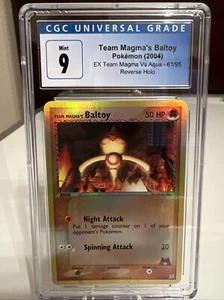 CGC UNIVERSAL GRADE
Mint
9
Team Magma's Baltoy
Pokémon (2004)
EX Team Magma Vs Aqua - 61/95
Reverse Holo
TEAM MAGMA'S Baltoy 50 HP
Night Attack
Put 1 damage counter on 1 of your opponent's Pokémon.
Spinning Attack 20